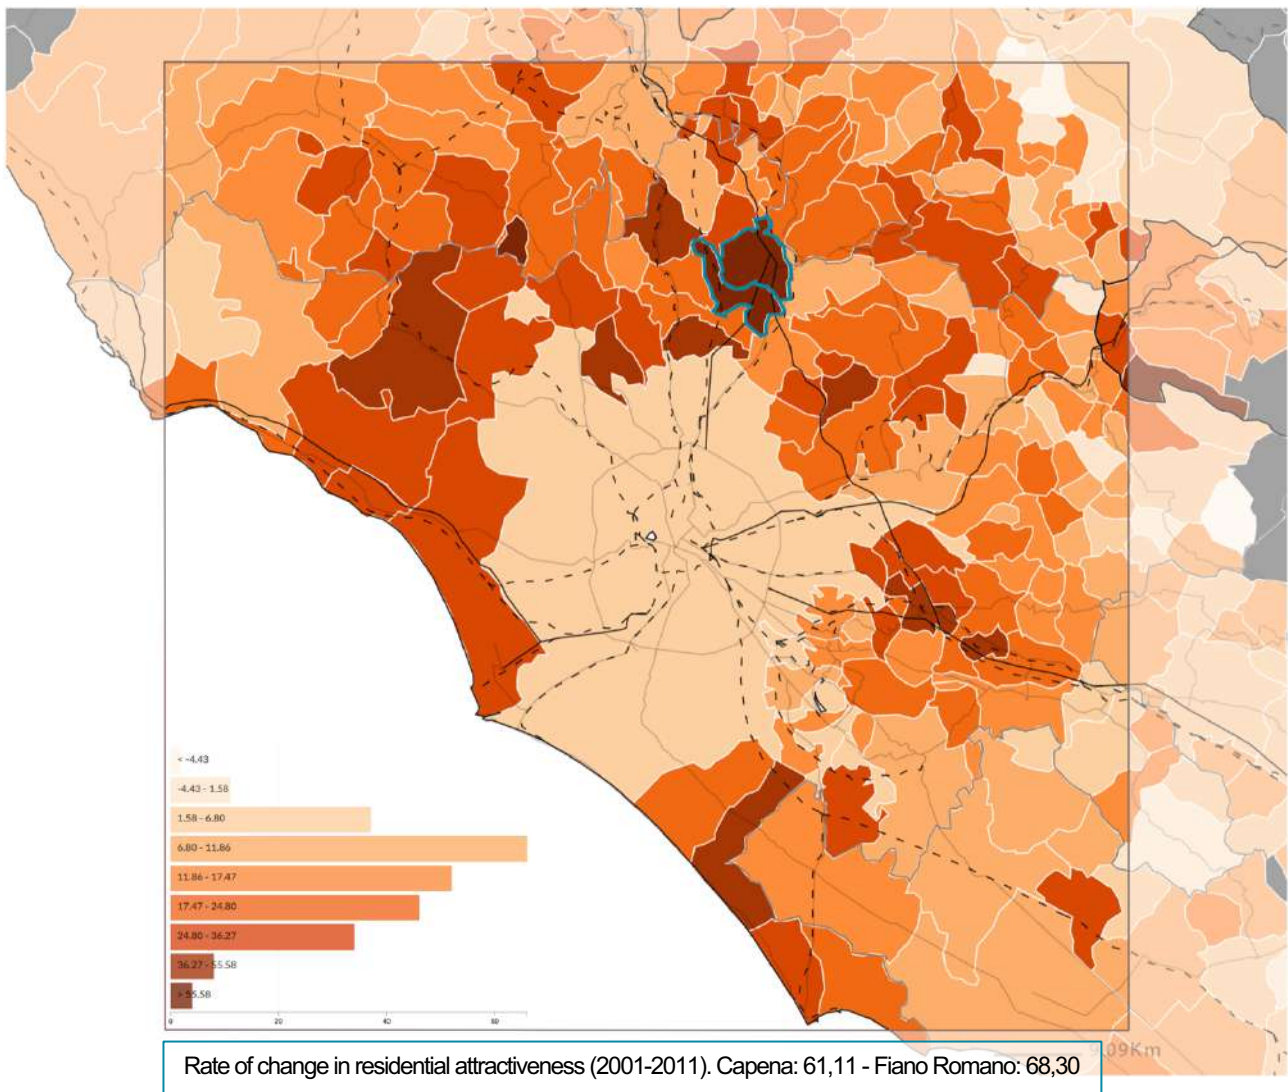 < -4.43
-4.43 - 1.58
1.58 - 6.80
6.80 - 11.86
11.86 - 17.47
17.47 - 24.80
24.80 - 36.27
36.27 - 55.58
> 55.58
0 20 40 60
9.09Km
Rate of change in residential attractiveness (2001-2011). Capena: 61,11 - Fiano Romano: 68,30